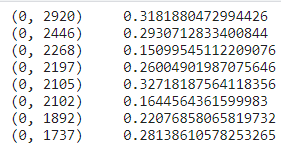 (0, 2920) 0.3181880472994426
(0, 2446) 0.2930712833400844
(0, 2268) 0.15099545112209076
(0, 2197) 0.26004901987075646
(0, 2105) 0.32718187564118356
(0, 2102) 0.1644564361599983
(0, 1892) 0.22076858065819732
(0, 1737) 0.28138610578253265